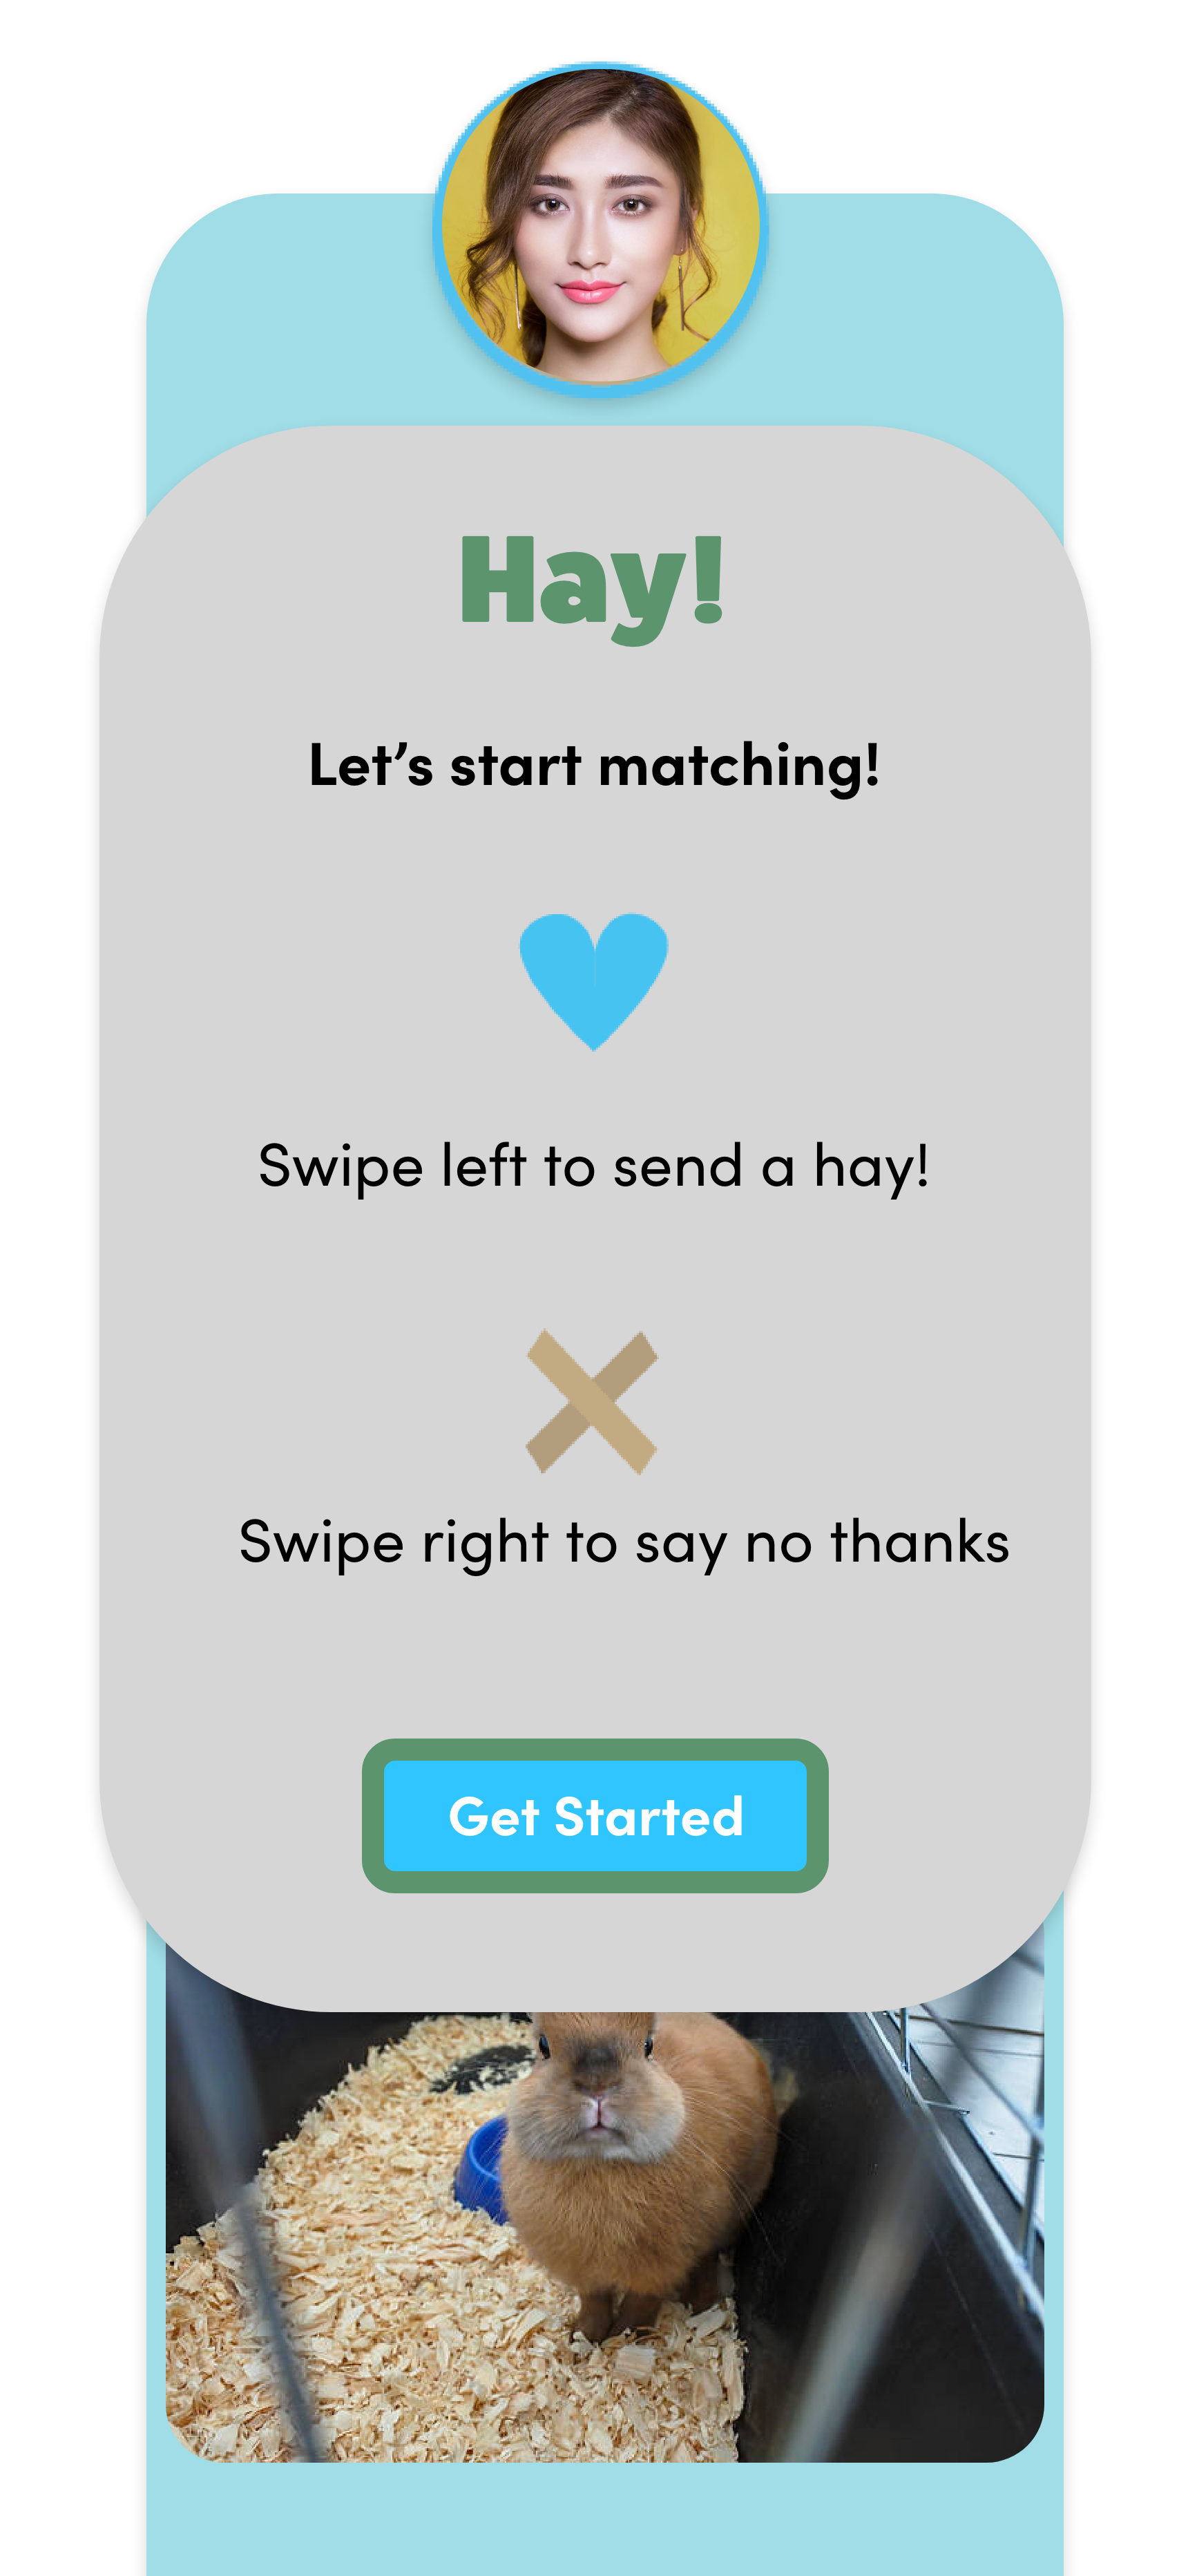 Hay!
Let’s start matching!
Swipe left to send a hay!
Swipe right to say no thanks
Get Started